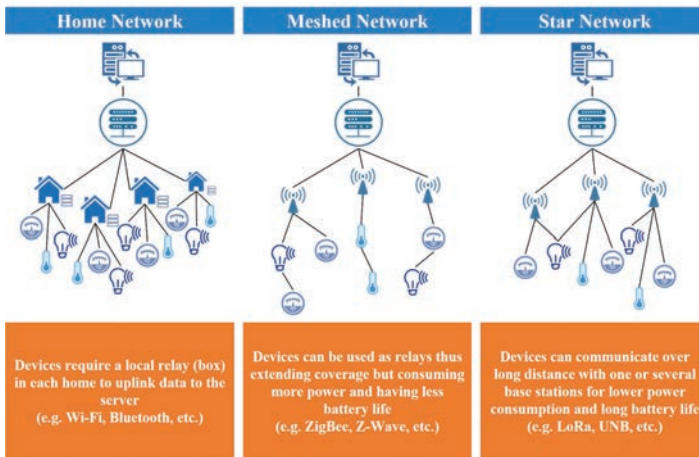 Home Network
Meshed Network
Star Network
Devices require a local relay (box)
in each home to uplink data to the
server
(e.g. Wi-Fi, Bluetooth, etc.)
Devices can be used as relays thus
extending coverage but consuming
more power and having less
battery life
(e.g. ZigBee, Z-Wave, etc.)
Devices can communicate over
long distance with one or several
base stations for lower power
consumption and long battery life
(e.g. LoRa, UNB, etc.)